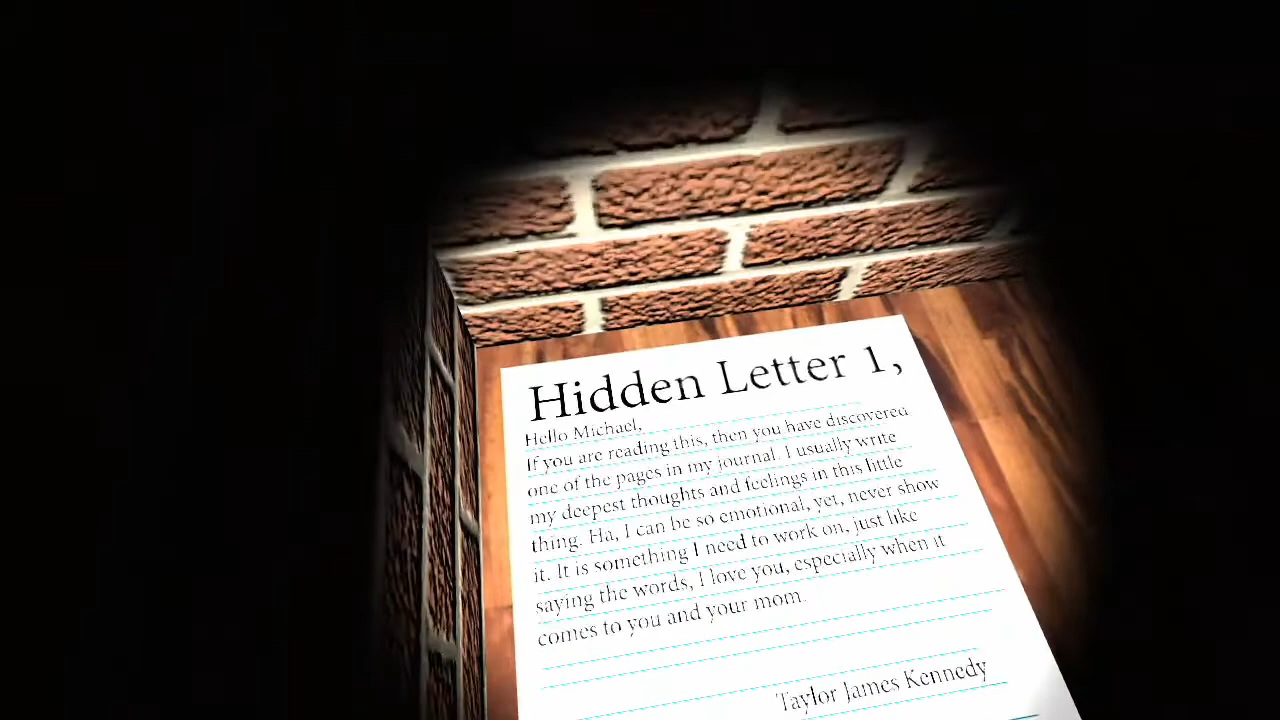 Hidden Letter 1,
Hello Michael,
If you are reading this, then you have discovered
one of the pages in my journal. I usually write
my deepest thoughts and feelings in this little
thing. Ha, I can be so emotional, yet, never show
it. It is something I need to work on, just like
saying the words, I love you, especially when it
comes to you and your mom.
Taylor James Kennedy